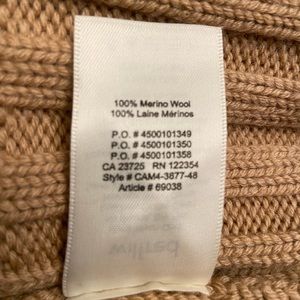 100% Merino Wool
100% Laine Mérinos
P.O. # 4500101349
P.O. # 4500101350
P.O. # 4500101358
CA 23725 RN 122354
Style # CAM4-3877-48
Article # 69038
wilfred